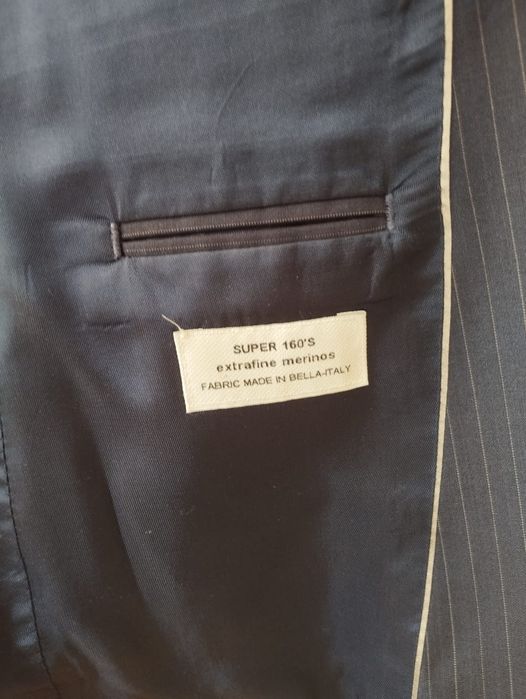 SUPER 160'S
extrafine merinos
FABRIC MADE IN BELLA-ITALY